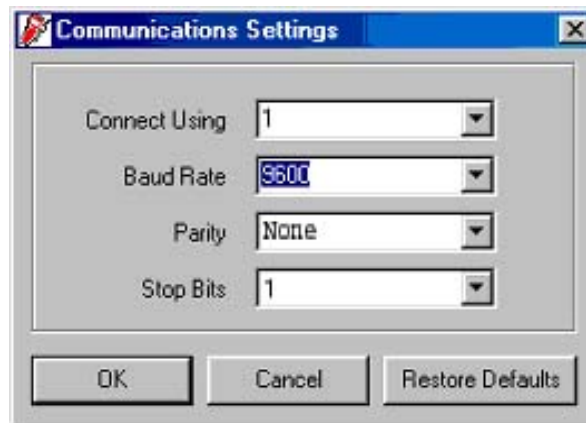 Communications Settings
Connect Using 1
Baud Rate 9600
Parity None
Stop Bits 1
OK Cancel Restore Defaults